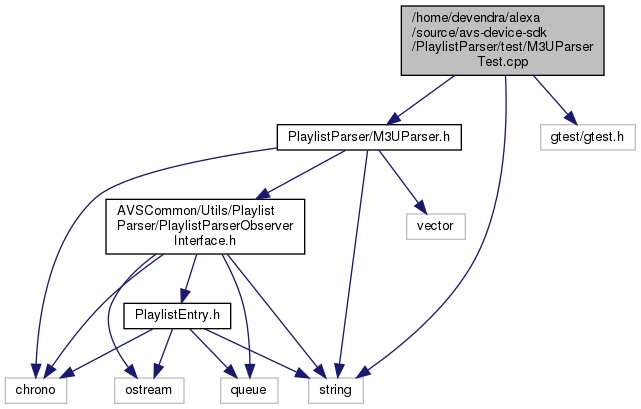 /home/devendra/alexa
/source/avs-device-sdk
/PlaylistParser/test/M3UParser
Test.cpp
PlaylistParser/M3UParser.h
gtest/gtest.h
AVSCommon/Utils/Playlist
Parser/PlaylistParserObserver
Interface.h
vector
PlaylistEntry.h
chrono
ostream
queue
string